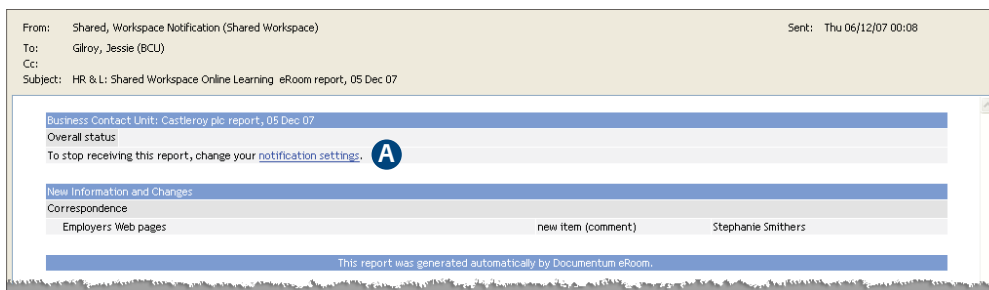 From: Shared, Workspace Notification (Shared Workspace) Sent: Thu 06/12/07 00:08
To: Gilroy, Jessie (BCU)
Cc:
Subject: HR & L: Shared Workspace Online Learning eRoom report, 05 Dec 07
Business Contact Unit: Castleroy plc report, 05 Dec 07
Overall status
To stop receiving this report, change your notification settings. A
New Information and Changes
Correspondence
Employers Web pages new item (comment) Stephanie Smithers
This report was generated automatically by Documentum eRoom.